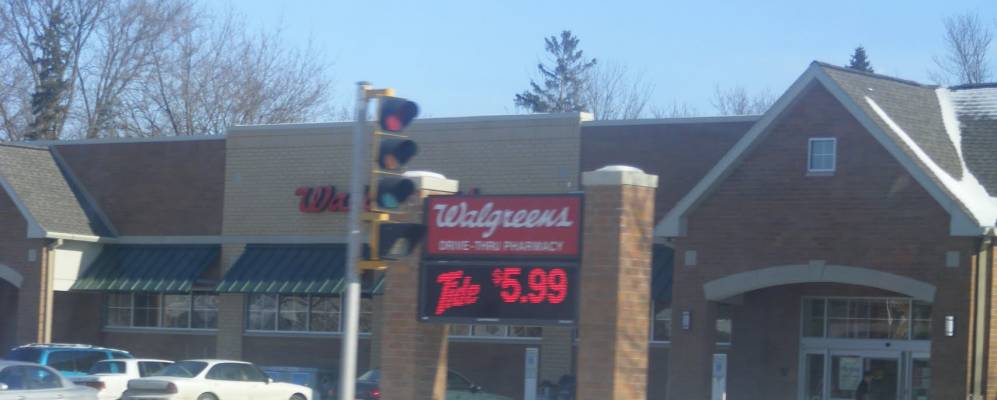 Walgreens
DRIVE-THRU PHARMACY
Tide $5.99